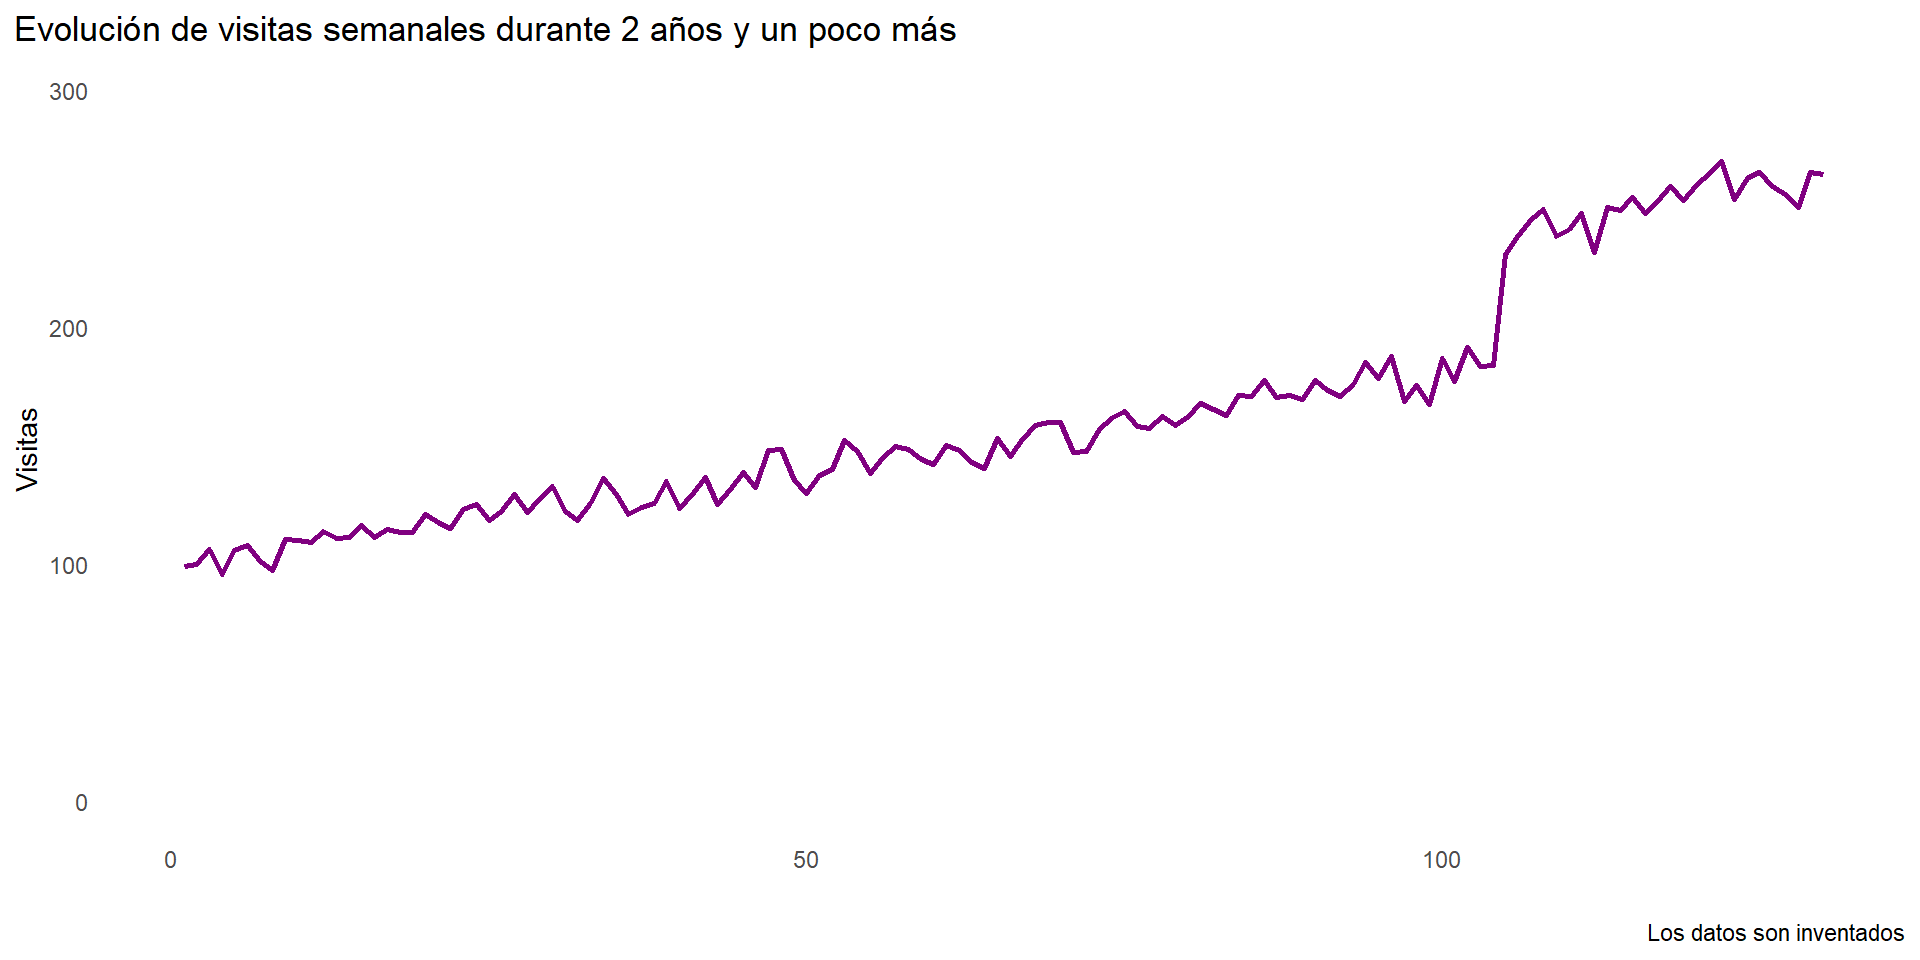 Evolución de visitas semanales durante 2 años y un poco más
300
200
100
0
Visitas
0
50
100
Los datos son inventados